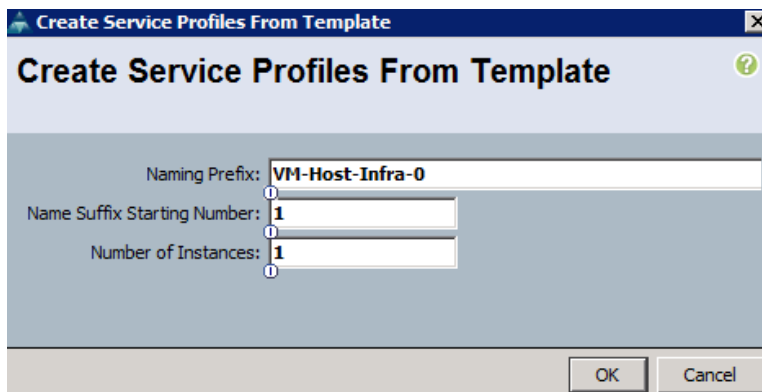 Create Service Profiles From Template
Create Service Profiles From Template
Naming Prefix: VM-Host-Infra-0
Name Suffix Starting Number: 1
Number of Instances: 1
OK Cancel